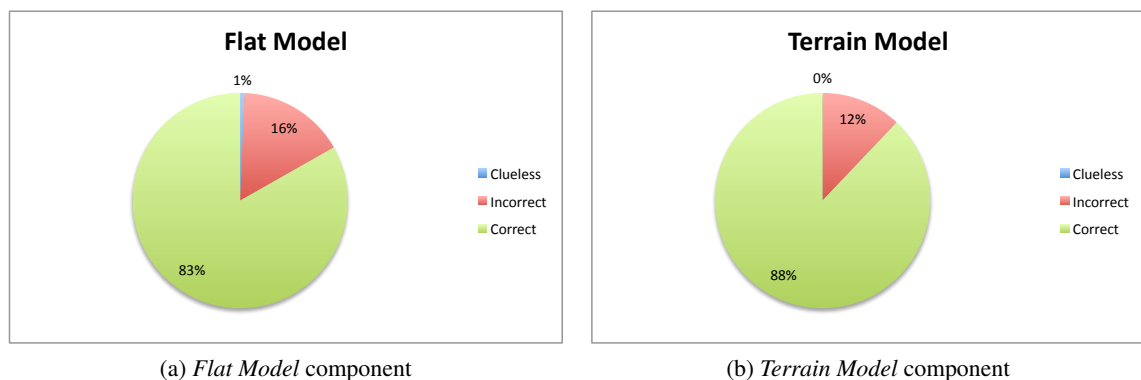 Flat Model
1%
16%
83%
Clueless
Incorrect
Correct
(a) Flat Model component
Terrain Model
0%
12%
88%
Clueless
Incorrect
Correct
(b) Terrain Model component